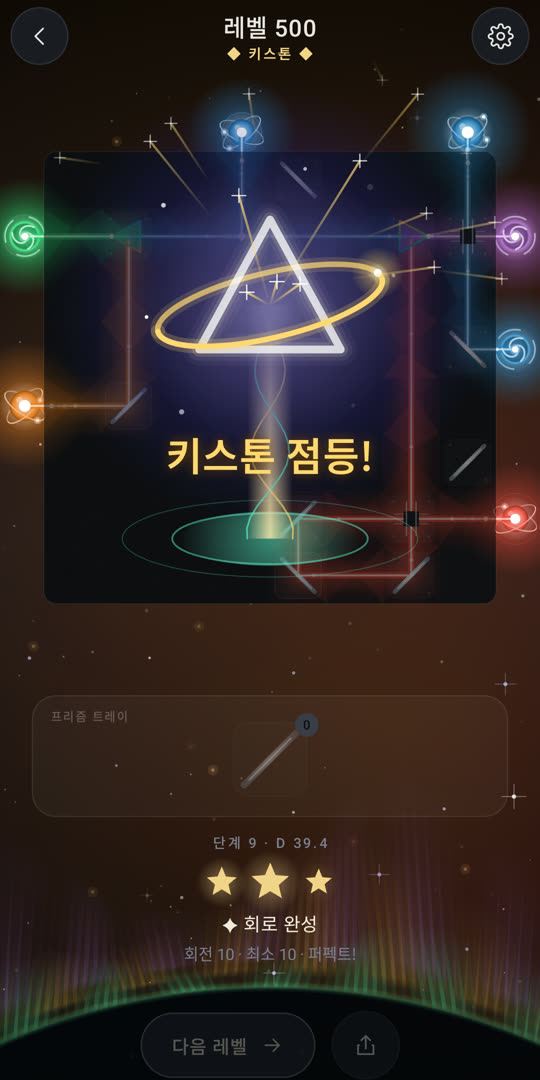 레벨 500
◆ 키스톤 ◆
키스톤 점등!
프리즘 트레이
0
단계 9 · D 39.4
✦ 회로 완성
회전 10 · 최소 10 · 퍼펙트!
다음 레벨 →